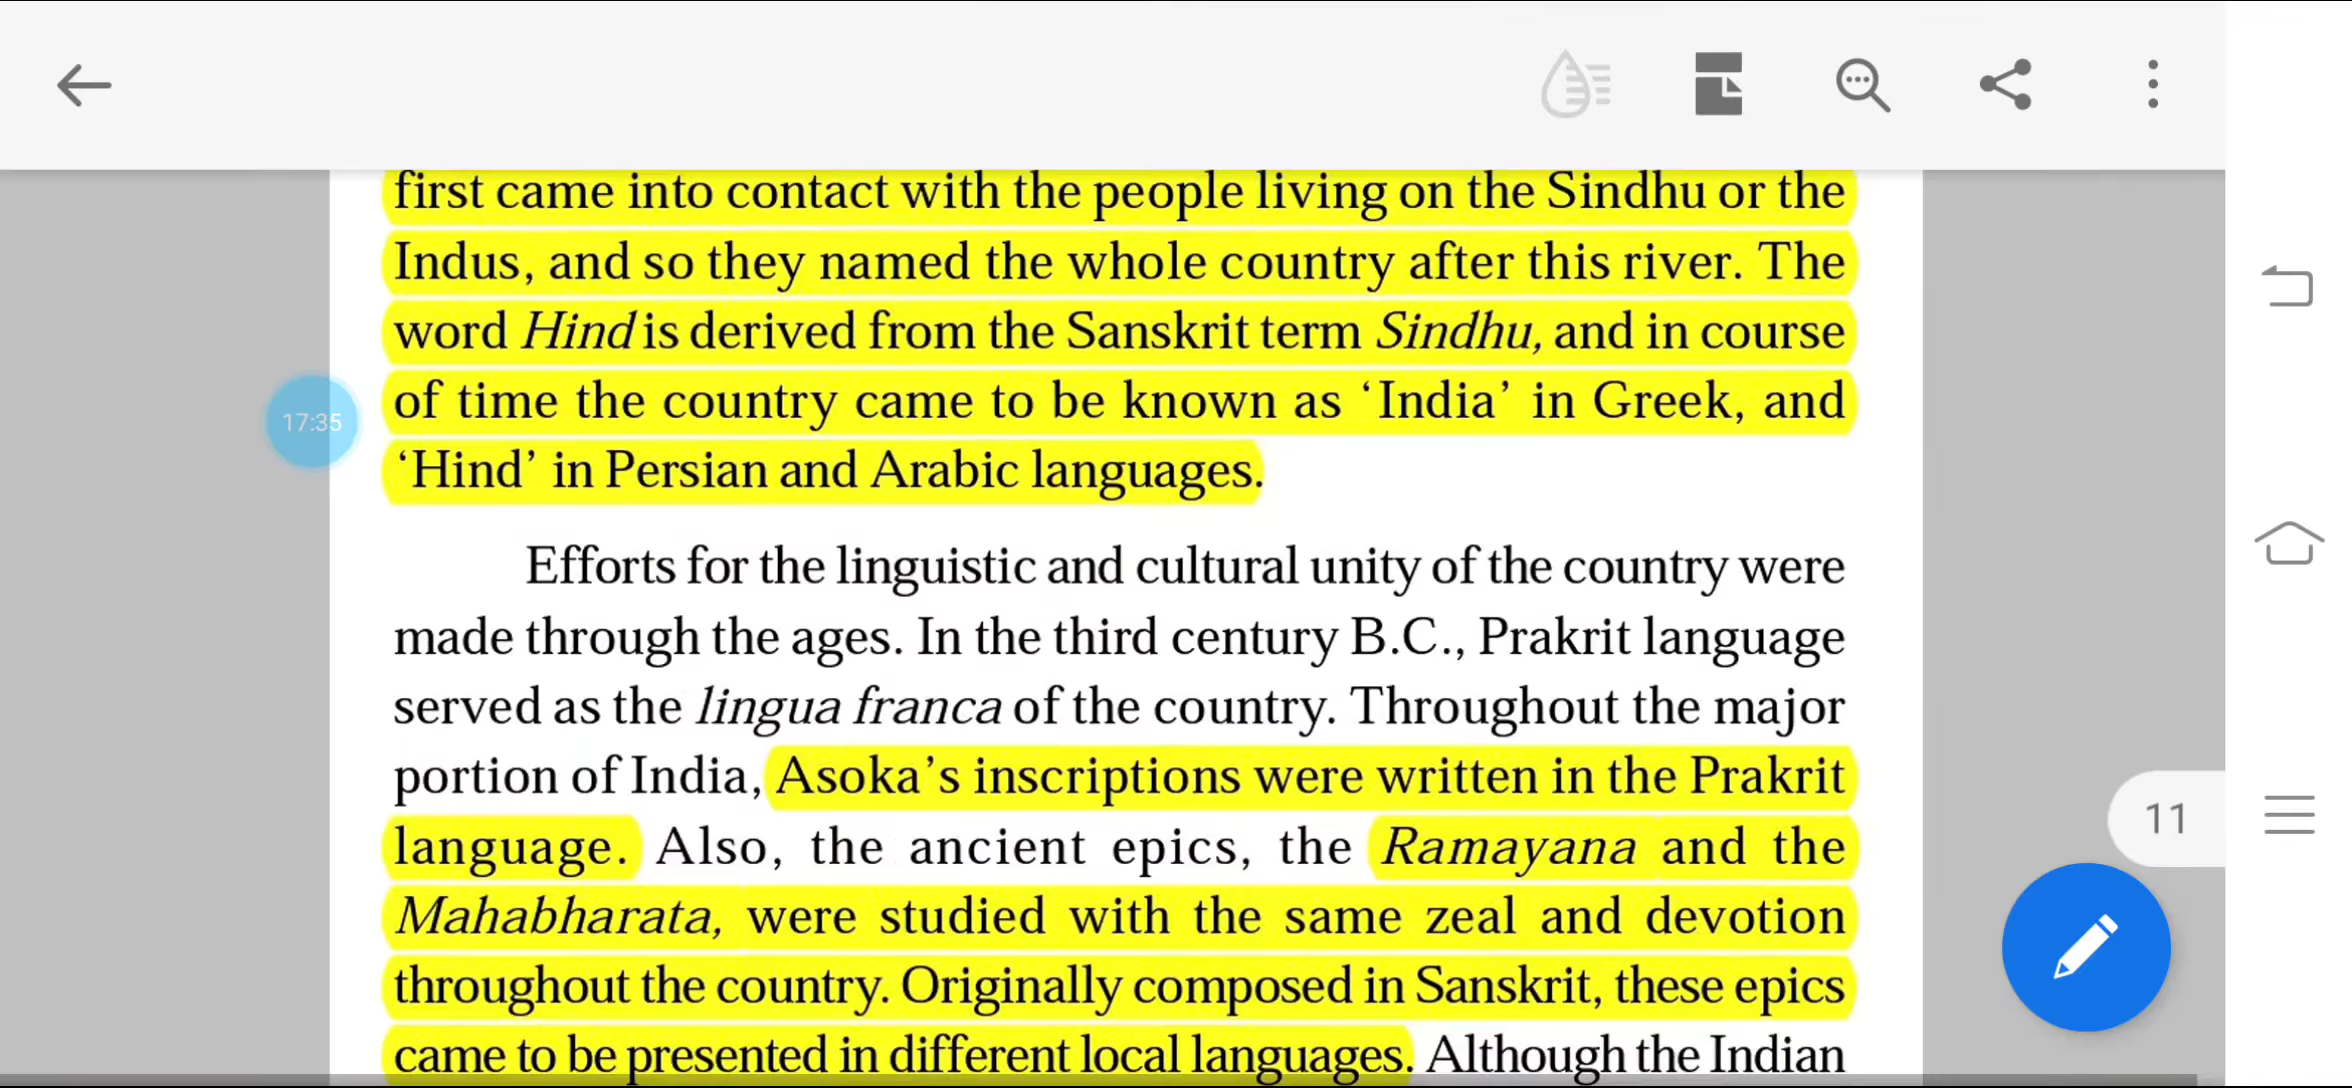 first came into contact with the people living on the Sindhu or the
Indus, and so they named the whole country after this river. The
word Hind is derived from the Sanskrit term Sindhu, and in course
of time the country came to be known as ‘India’ in Greek, and
17:35
‘Hind’ in Persian and Arabic languages.
Efforts for the linguistic and cultural unity of the country were
made through the ages. In the third century B.C., Prakrit language
served as the lingua franca of the country. Throughout the major
portion of India, Asoka’s inscriptions were written in the Prakrit
11
language. Also, the ancient epics, the Ramayana and the
Mahabharata, were studied with the same zeal and devotion
throughout the country. Originally composed in Sanskrit, these epics
came to be presented in different local languages. Although the Indian